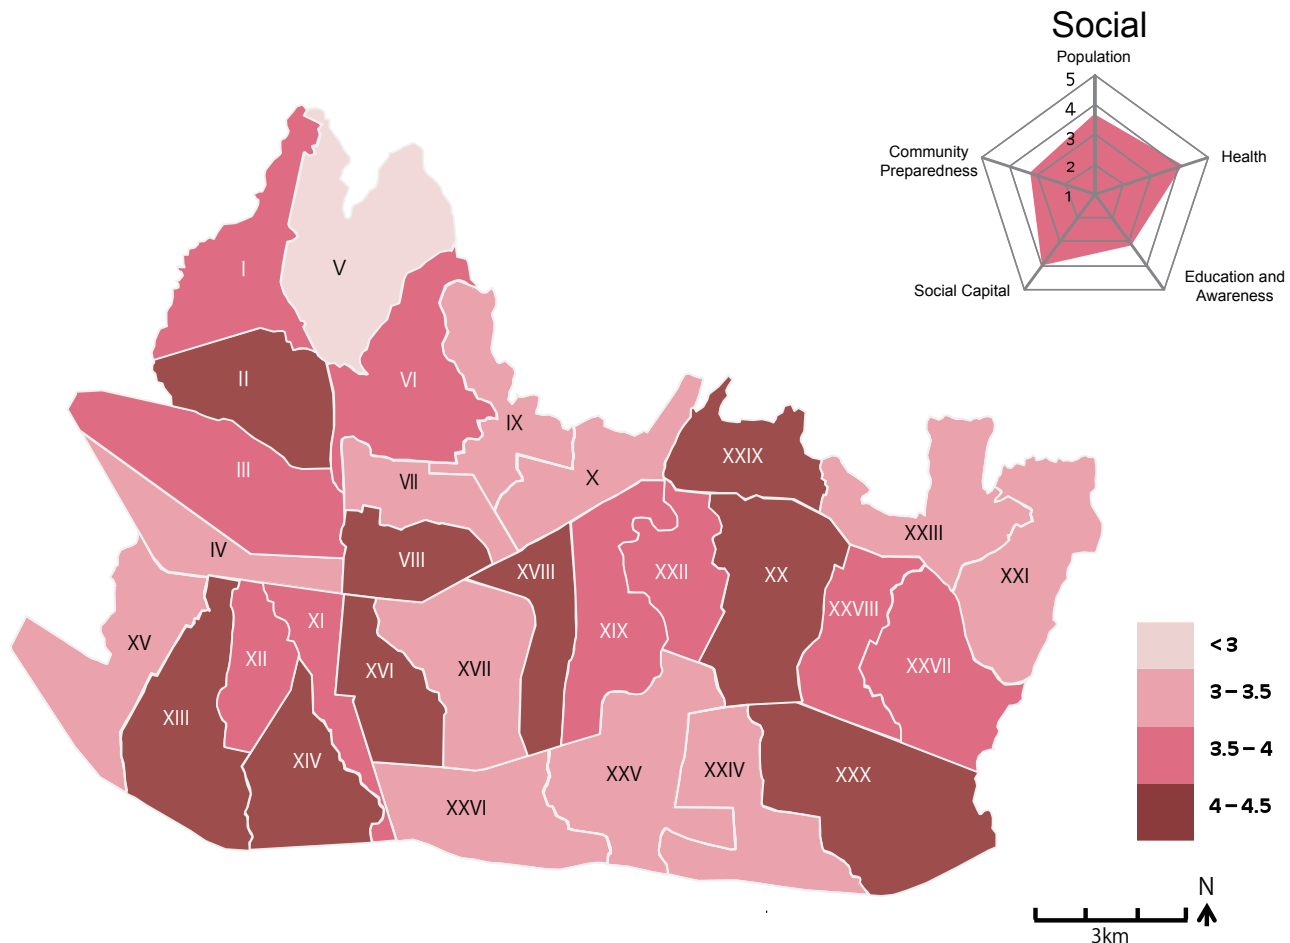 Social
Population
5
4
3
2
1
Community
Preparedness
Health
Social Capital
Education and
Awareness
I
V
II
VI
IX
III
VII
X
XXIX
IV
VIII
XVIII
XXII
XX
XXIII
XXI
XV
XII
XI
XVI
XVII
XIX
XXVIII
XXVII
XIII
XIV
XXVI
XXV
XXIV
XXX
< 3
3 – 3.5
3.5 – 4
4 – 4.5
N
3km